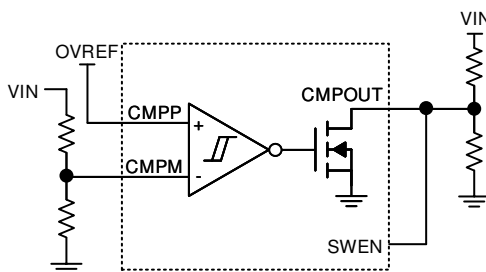 VIN
OVREF
VIN
CMPP
CMPOUT
+
CMPM
-
SWEN